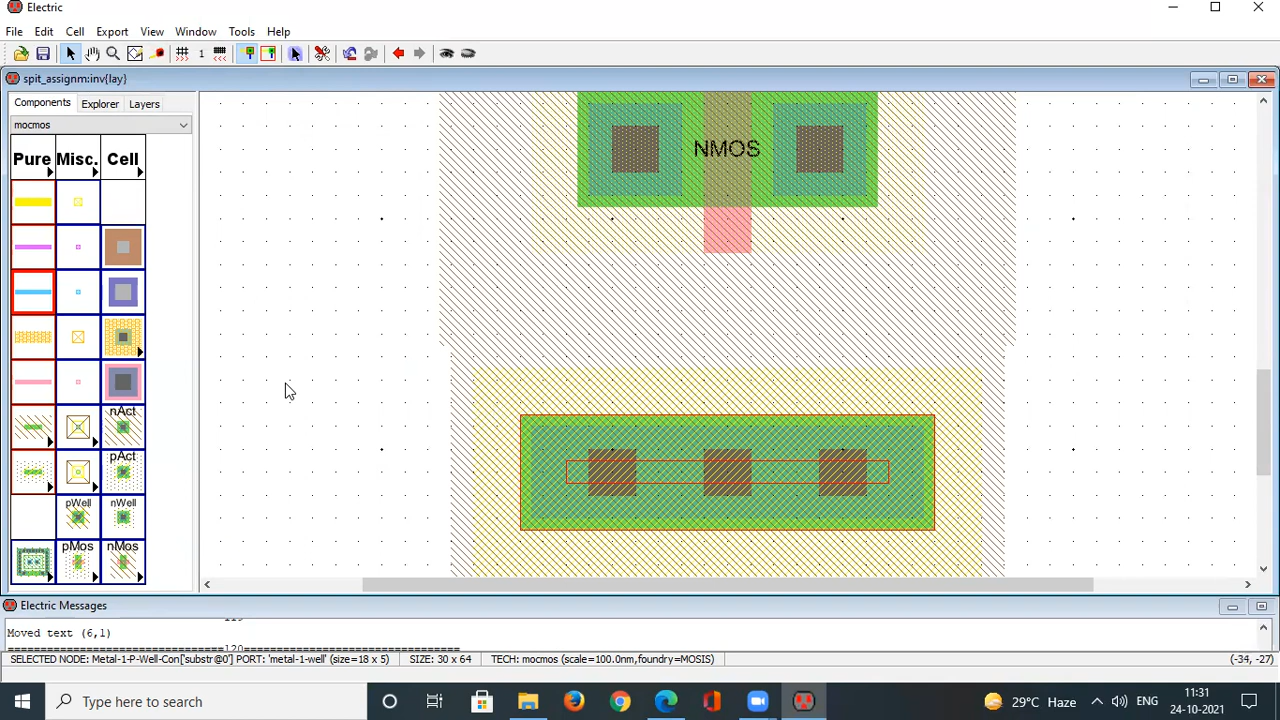 Electric
File Edit Cell Export View Window Tools Help
1
spit_assignm:inv{lay}
Components Explorer Layers
mocmos
Pure Misc. Cell
nAct
pAct
pWell nWell
pMos nMos
NMOS
Electric Messages
Moved text (6,1)
=================================120=================================
SELECTED NODE: Metal-1-P-Well-Con['substr@0'] PORT: 'metal-1-well' (size=18 x 5) SIZE: 30 x 64 TECH: mocmos (scale=100.0nm,foundry=MOSIS) (-34, -27)
Type here to search
29°C Haze
ENG
11:31
24-10-2021